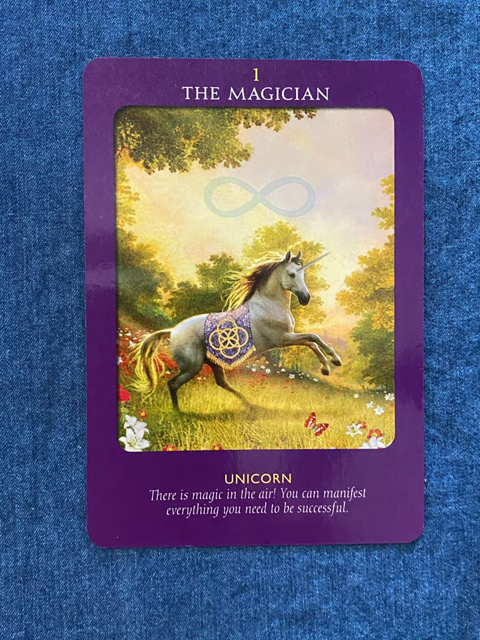 1
THE MAGICIAN
UNICORN
There is magic in the air! You can manifest
everything you need to be successful.